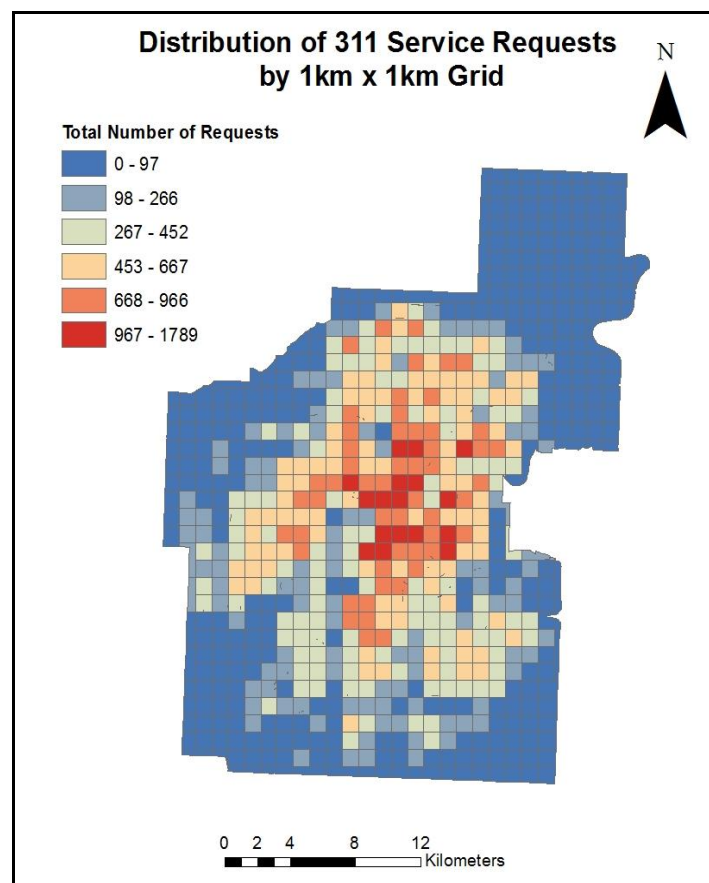 Distribution of 311 Service Requests
by 1km x 1km Grid
N
Total Number of Requests
0 - 97
98 - 266
267 - 452
453 - 667
668 - 966
967 - 1789
0 2 4 8 12
Kilometers